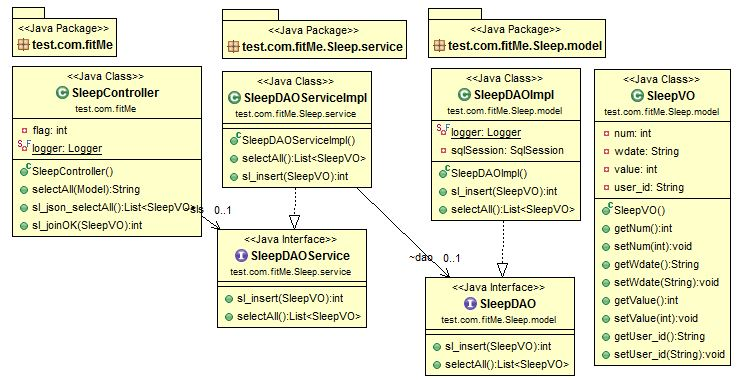 <<Java Package>>
test.com.fitMe
<<Java Package>>
test.com.fitMe.Sleep.service
<<Java Package>>
test.com.fitMe.Sleep.model
<<Java Class>>
SleepController
test.com.fitMe
flag: int
logger: Logger
SleepController()
selectAll(Model):String
sl_json_selectAll():List<SleepVO>
sl_joinOK(SleepVO):int
<<Java Class>>
SleepDAOServiceImpl
test.com.fitMe.Sleep.service
SleepDAOServiceImpl()
selectAll():List<SleepVO>
sl_insert(SleepVO):int
<<Java Class>>
SleepDAOImpl
test.com.fitMe.Sleep.model
logger: Logger
sqlSession: SqlSession
SleepDAOImpl()
sl_insert(SleepVO):int
selectAll():List<SleepVO>
<<Java Class>>
SleepVO
test.com.fitMe.Sleep.model
num: int
wdate: String
value: int
user_id: String
SleepVO()
getNum():int
setNum(int):void
getWdate():String
setWdate(String):void
getValue():int
setValue(int):void
getUser_id():String
setUser_id(String):void
~sls 0..1
<<Java Interface>>
SleepDAOService
test.com.fitMe.Sleep.service
sl_insert(SleepVO):int
selectAll():List<SleepVO>
~dao 0..1
<<Java Interface>>
SleepDAO
test.com.fitMe.Sleep.model
sl_insert(SleepVO):int
selectAll():List<SleepVO>